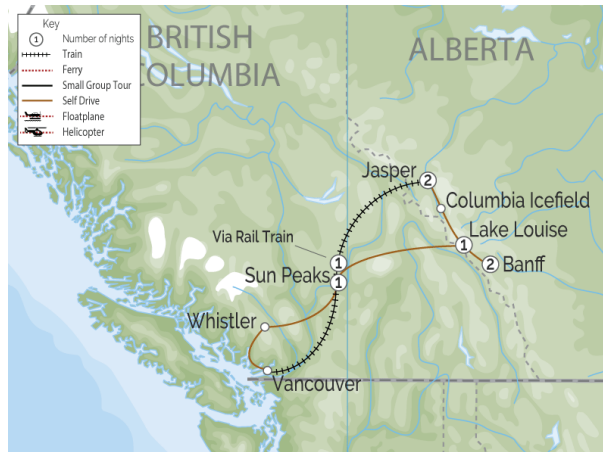 Key
1 Number of nights
Train
Ferry
Small Group Tour
Self Drive
Floatplane
Helicopter
BRITISH
COLUMBIA
ALBERTA
Jasper 2
Columbia Icefield
Lake Louise
1
2 Banff
Via Rail Train
1
Sun Peaks 1
Whistler
Vancouver